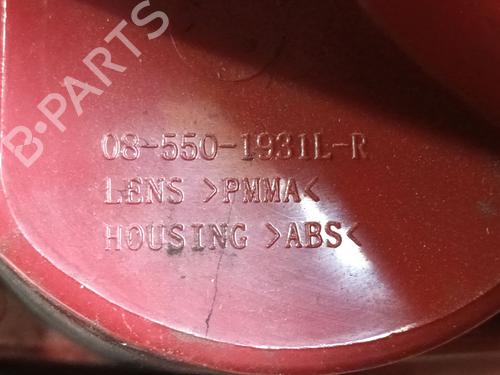 B-PARTS
08-550-1931L-R
LENS >PMMA<
HOUSING >ABS<